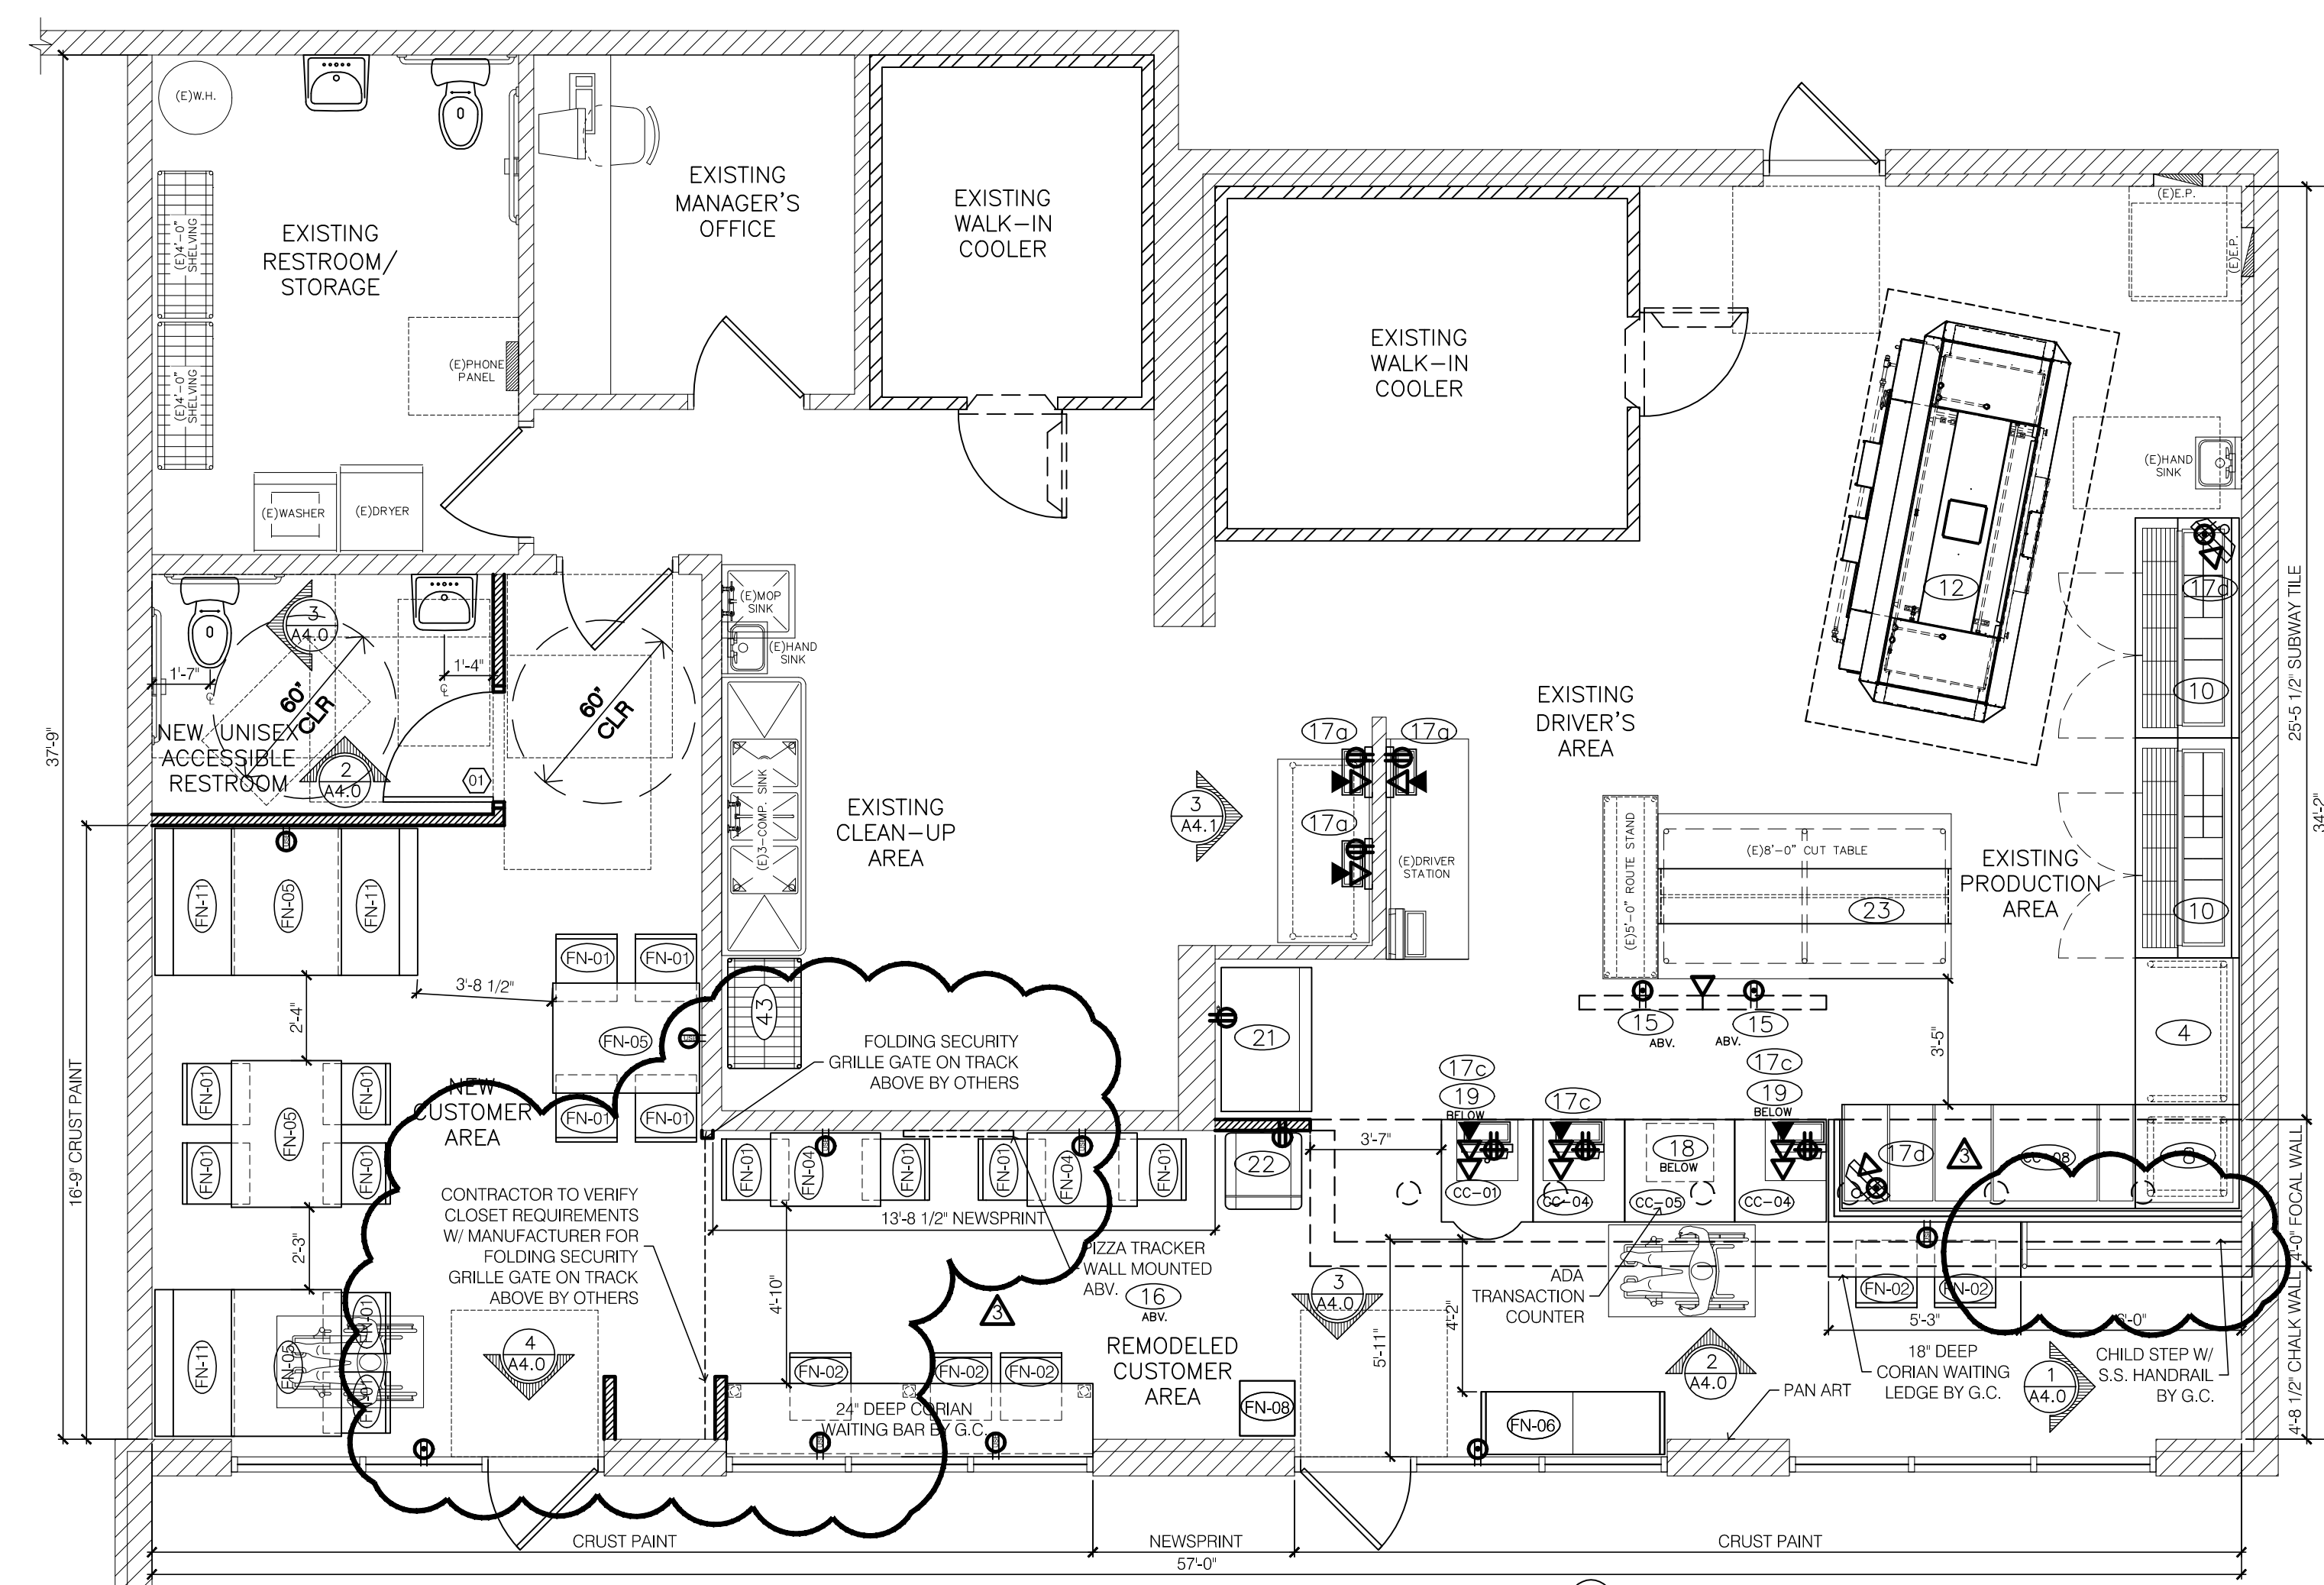 (E)W.H.
EXISTING
RESTROOM/
STORAGE
(E)4'-0"
SHELVING
(E)4'-0"
SHELVING
(E)PHONE
PANEL
(E)WASHER
(E)DRYER
EXISTING
MANAGER'S
OFFICE
EXISTING
WALK-IN
COOLER
EXISTING
WALK-IN
COOLER
(E)E.P.
(E)E.P.
(E)HAND
SINK
12
17d
10
10
25'-5 1/2" SUBWAY TILE
34'-2"
37'-9"
3
A4.0
1'-7"
1'-4"
60"
CLR
60"
CLR
NEW UNISEX
ACCESSIBLE
RESTROOM
2
A4.0
01
(E)MOP
SINK
(E)HAND
SINK
(E)3-COMP. SINK
EXISTING
CLEAN-UP
AREA
3
A4.1
17a
17a
17a
(E)DRIVER
STATION
EXISTING
DRIVER'S
AREA
(E)5'-0" ROUTE STAND
(E)8'-0" CUT TABLE
23
EXISTING
PRODUCTION
AREA
15
ABV.
15
ABV.
3'-5"
4
8
16'-9" CRUST PAINT
FN-11
FN-05
FN-11
3'-8 1/2"
2'-4"
FN-01
FN-01
FN-05
FN-01
FN-01
FN-01
FN-01
FN-05
FN-01
FN-01
2'-3"
FN-11
FN-05
FN-01
FN-01
NEW
CUSTOMER
AREA
43
FOLDING SECURITY
GRILLE GATE ON TRACK
ABOVE BY OTHERS
CONTRACTOR TO VERIFY
CLOSET REQUIREMENTS
W/ MANUFACTURER FOR
FOLDING SECURITY
GRILLE GATE ON TRACK
ABOVE BY OTHERS
4
A4.0
FN-01
FN-04
FN-01
FN-01
FN-04
FN-01
13'-8 1/2" NEWSPRINT
4'-10"
PIZZA TRACKER
WALL MOUNTED
ABV.
16
ABV.
3
FN-02
FN-02
FN-02
24" DEEP CORIAN
WAITING BAR BY G.C.
REMODELED
CUSTOMER
AREA
FN-08
21
22
3'-7"
17c
19
BELOW
17c
17c
19
BELOW
18
BELOW
CC-01
CC-04
CC-05
CC-04
17d
3
CC-08
3
A4.0
5'-11"
4'-2"
ADA
TRANSACTION
COUNTER
FN-06
2
A4.0
PAN ART
FN-02
FN-02
5'-3"
6'-0"
18" DEEP
CORIAN WAITING
LEDGE BY G.C.
1
A4.0
CHILD STEP W/
S.S. HANDRAIL
BY G.C.
4'-0" FOCAL WALL
4'-8 1/2" CHALK WALL
CRUST PAINT
NEWSPRINT
CRUST PAINT
57'-0"